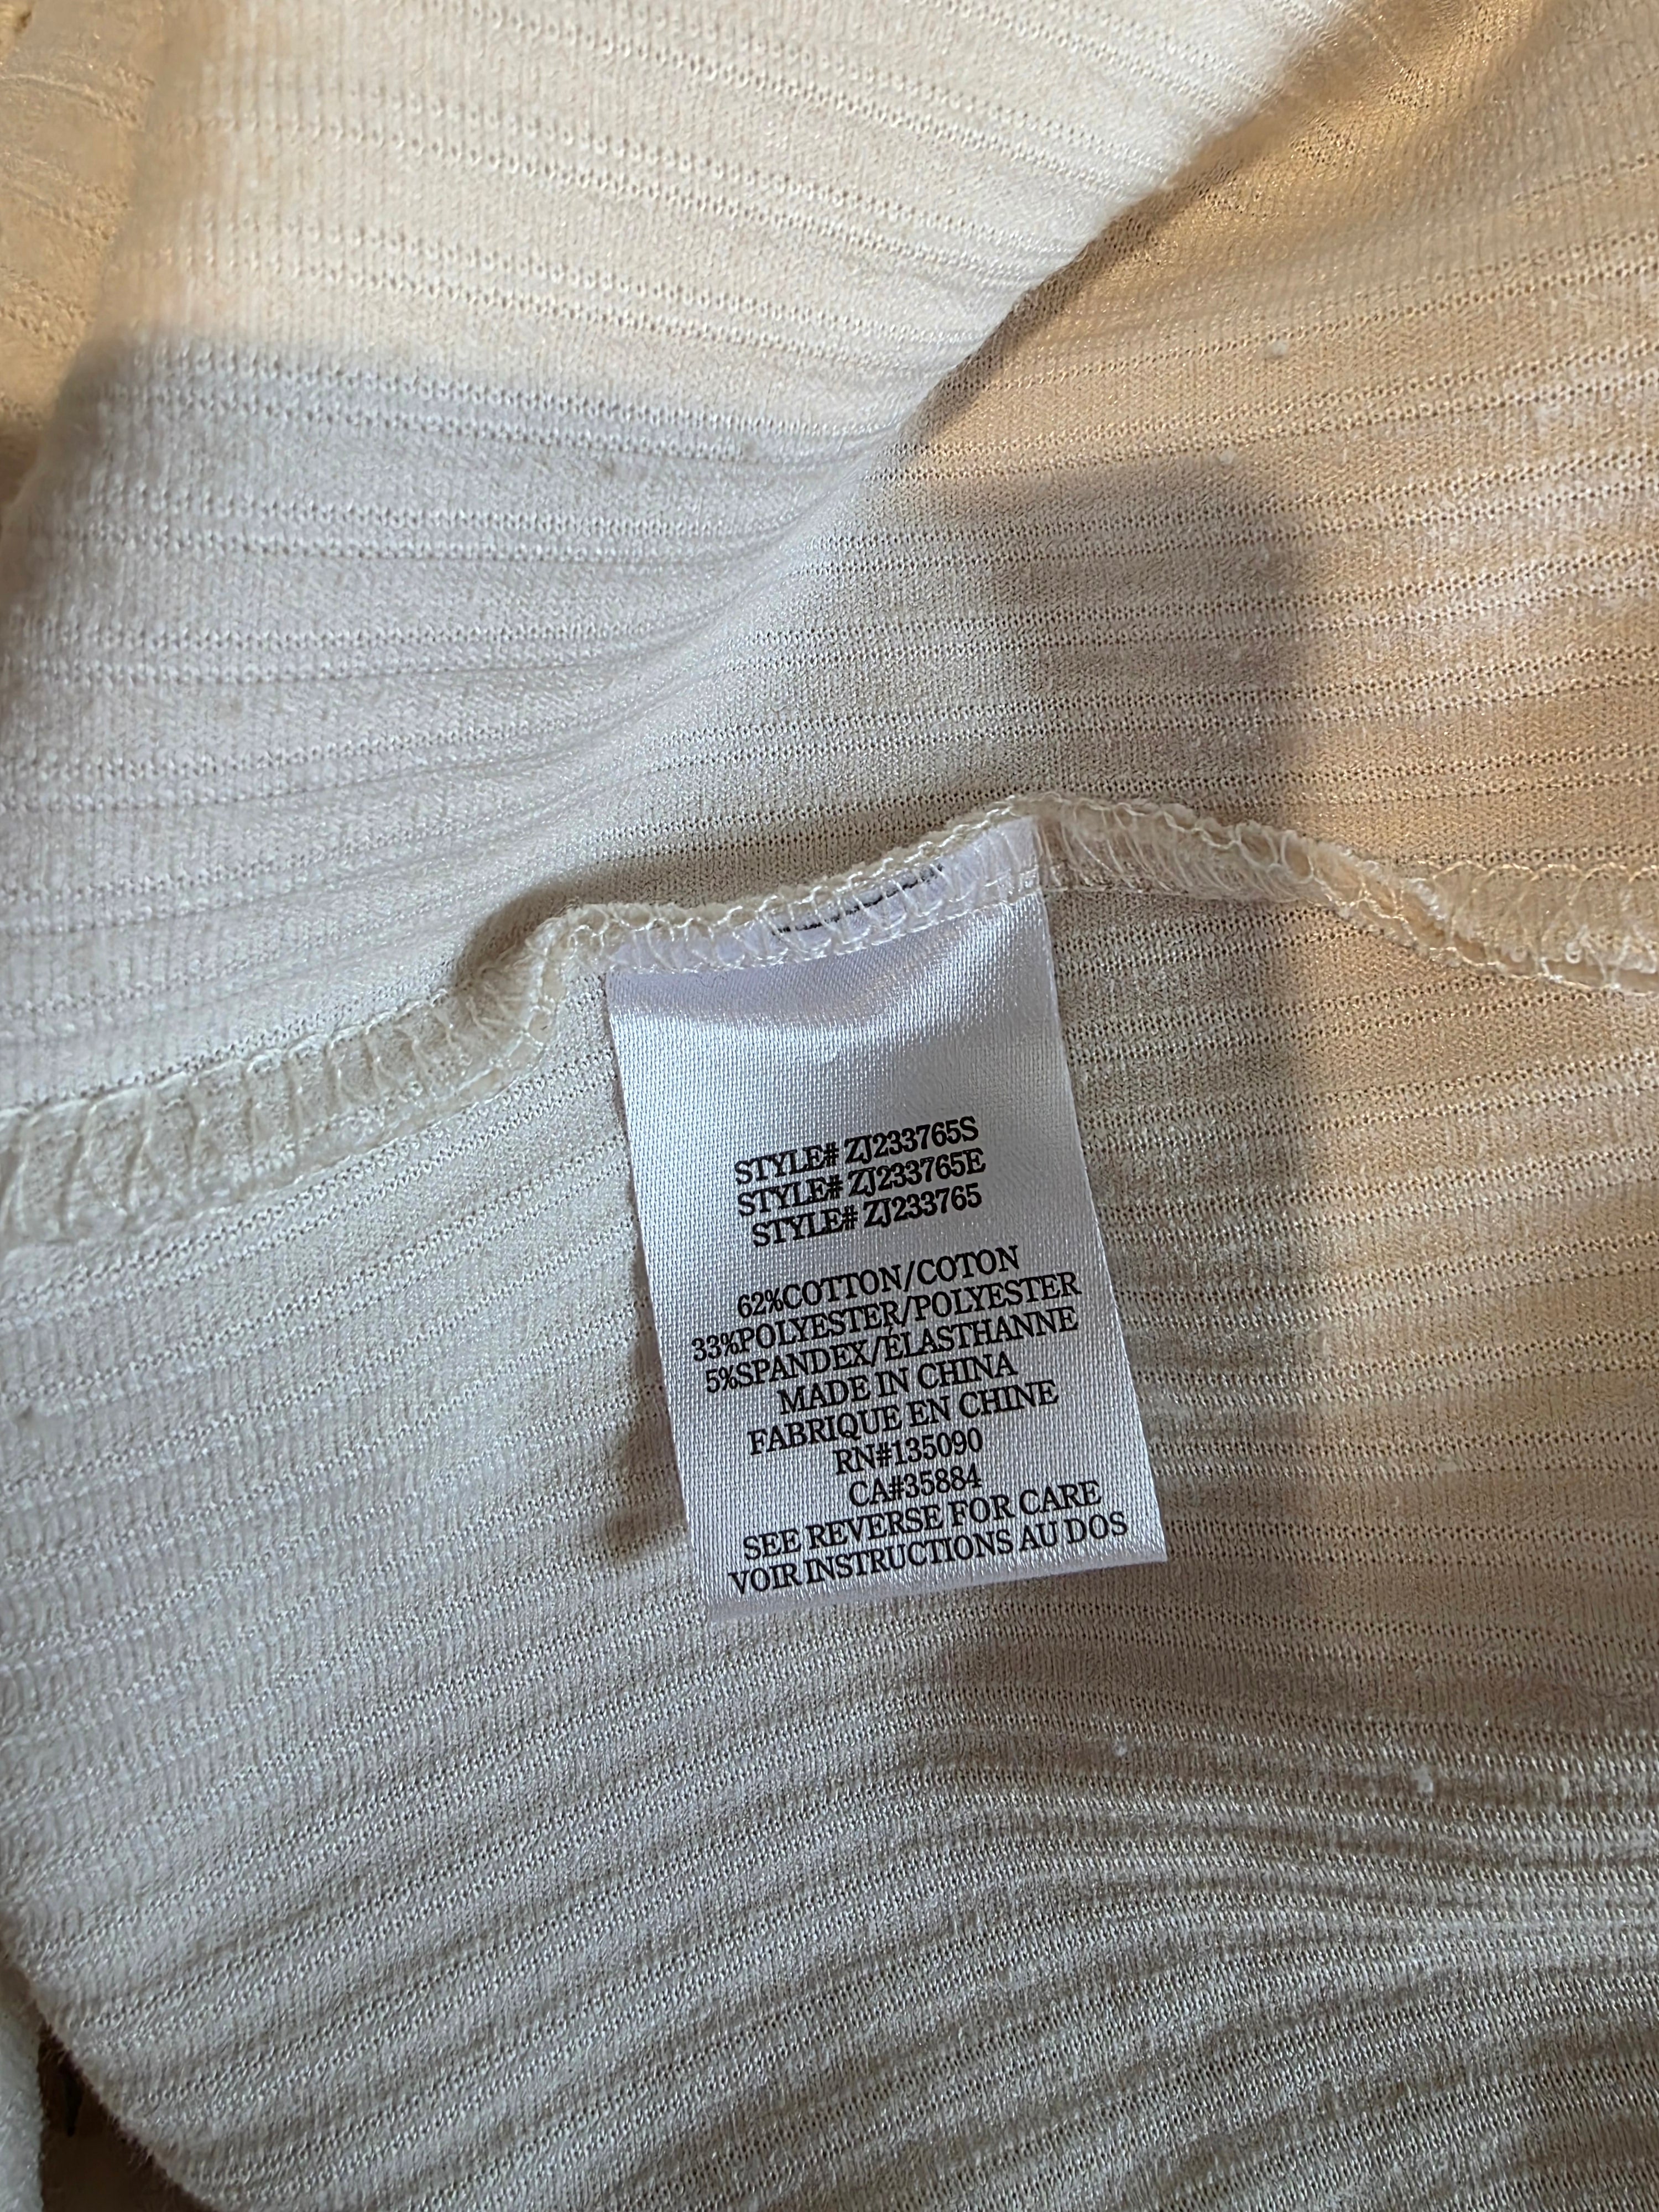 STYLE# ZJ233765S
STYLE# ZJ233765E
STYLE# ZJ233765
62%COTTON/COTON
33%POLYESTER/POLYESTER
5%SPANDEX/ÉLASTHANNE
MADE IN CHINA
FABRIQUE EN CHINE
RN#135090
CA#35884
SEE REVERSE FOR CARE
VOIR INSTRUCTIONS AU DOS